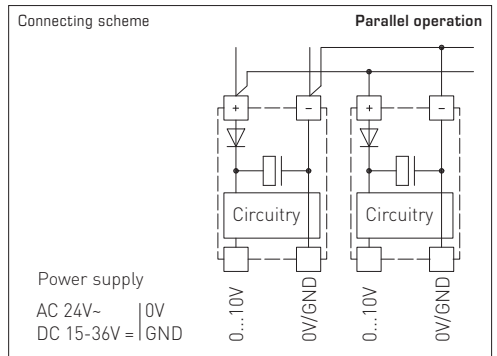 Connecting scheme
Parallel operation
+
−
+
−
Circuitry
Circuitry
Power supply
AC 24V~ | 0V
DC 15-36V = | GND
0...10V
0V/GND
0...10V
0V/GND